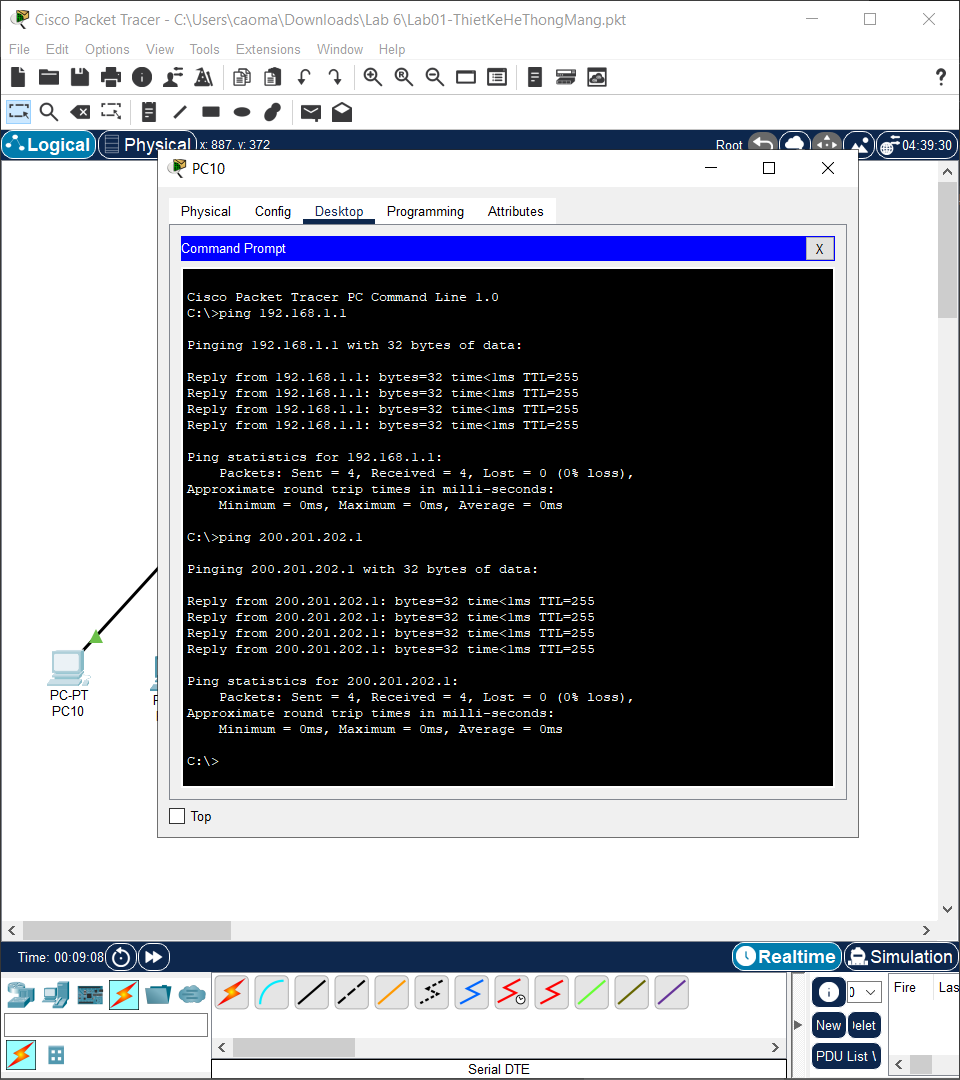 Cisco Packet Tracer - C:\Users\caoma\Downloads\Lab 6\Lab01-ThietKeHeThongMang.pkt
File Edit Options View Tools Extensions Window Help
?
Logical Physical x: 887, y: 372 Root 04:39:30
PC10
Physical Config Desktop Programming Attributes
Command Prompt X
Cisco Packet Tracer PC Command Line 1.0
C:\>ping 192.168.1.1
Pinging 192.168.1.1 with 32 bytes of data:
Reply from 192.168.1.1: bytes=32 time<1ms TTL=255
Reply from 192.168.1.1: bytes=32 time<1ms TTL=255
Reply from 192.168.1.1: bytes=32 time<1ms TTL=255
Reply from 192.168.1.1: bytes=32 time<1ms TTL=255
Ping statistics for 192.168.1.1:
Packets: Sent = 4, Received = 4, Lost = 0 (0% loss),
Approximate round trip times in milli-seconds:
Minimum = 0ms, Maximum = 0ms, Average = 0ms
C:\>ping 200.201.202.1
Pinging 200.201.202.1 with 32 bytes of data:
Reply from 200.201.202.1: bytes=32 time<1ms TTL=255
Reply from 200.201.202.1: bytes=32 time<1ms TTL=255
Reply from 200.201.202.1: bytes=32 time<1ms TTL=255
Reply from 200.201.202.1: bytes=32 time<1ms TTL=255
Ping statistics for 200.201.202.1:
Packets: Sent = 4, Received = 4, Lost = 0 (0% loss),
Approximate round trip times in milli-seconds:
Minimum = 0ms, Maximum = 0ms, Average = 0ms
C:\>
PC-PT
PC10
Top
Time: 00:09:08 Realtime Simulation
Fire Las
New elet
PDU List
Serial DTE